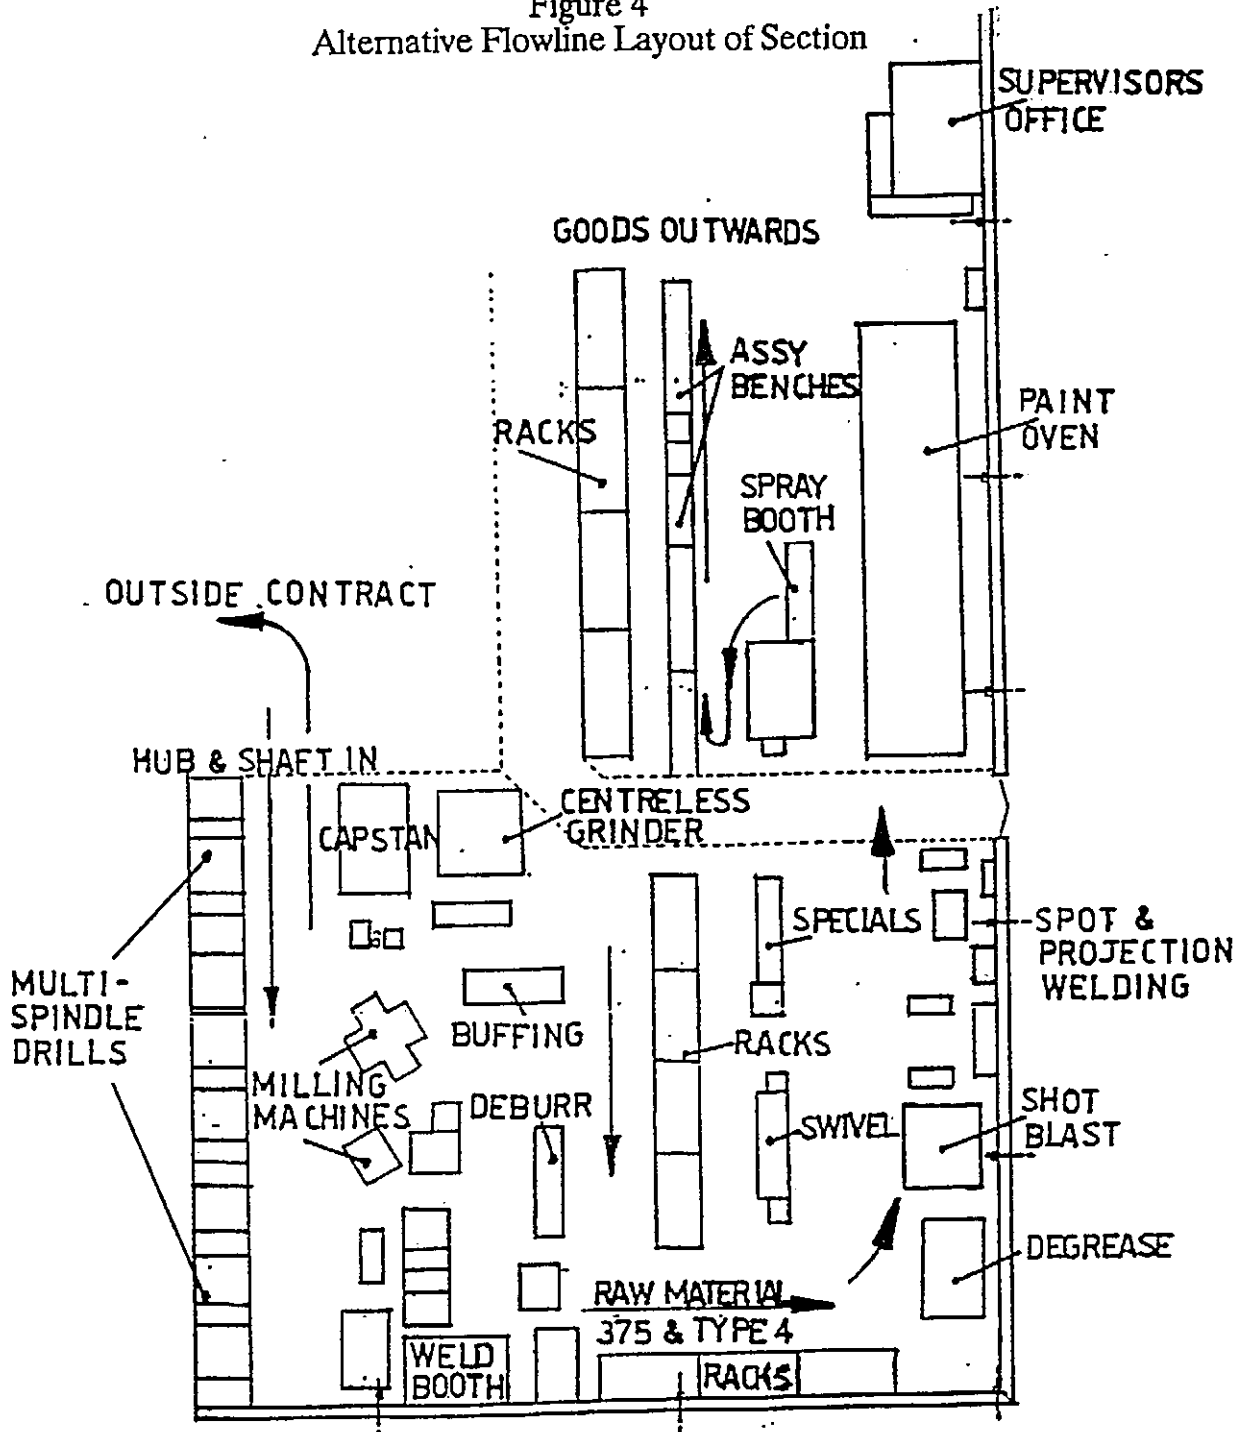 Figure 4
Alternative Flowline Layout of Section
SUPERVISORS
OFFICE
GOODS OUTWARDS
ASSY
BENCHES
RACKS
PAINT
OVEN
SPRAY
BOOTH
OUTSIDE CONTRACT
HUB & SHAFT IN
CAPSTAN
CENTRELESS
GRINDER
SPECIALS
SPOT &
PROJECTION
WELDING
MULTI-
SPINDLE
DRILLS
G
BUFFING
RACKS
MILLING
MACHINES
DEBURR
SWIVEL
SHOT
BLAST
DEGREASE
RAW MATERIAL
375 & TYPE 4
WELD
BOOTH
RACKS